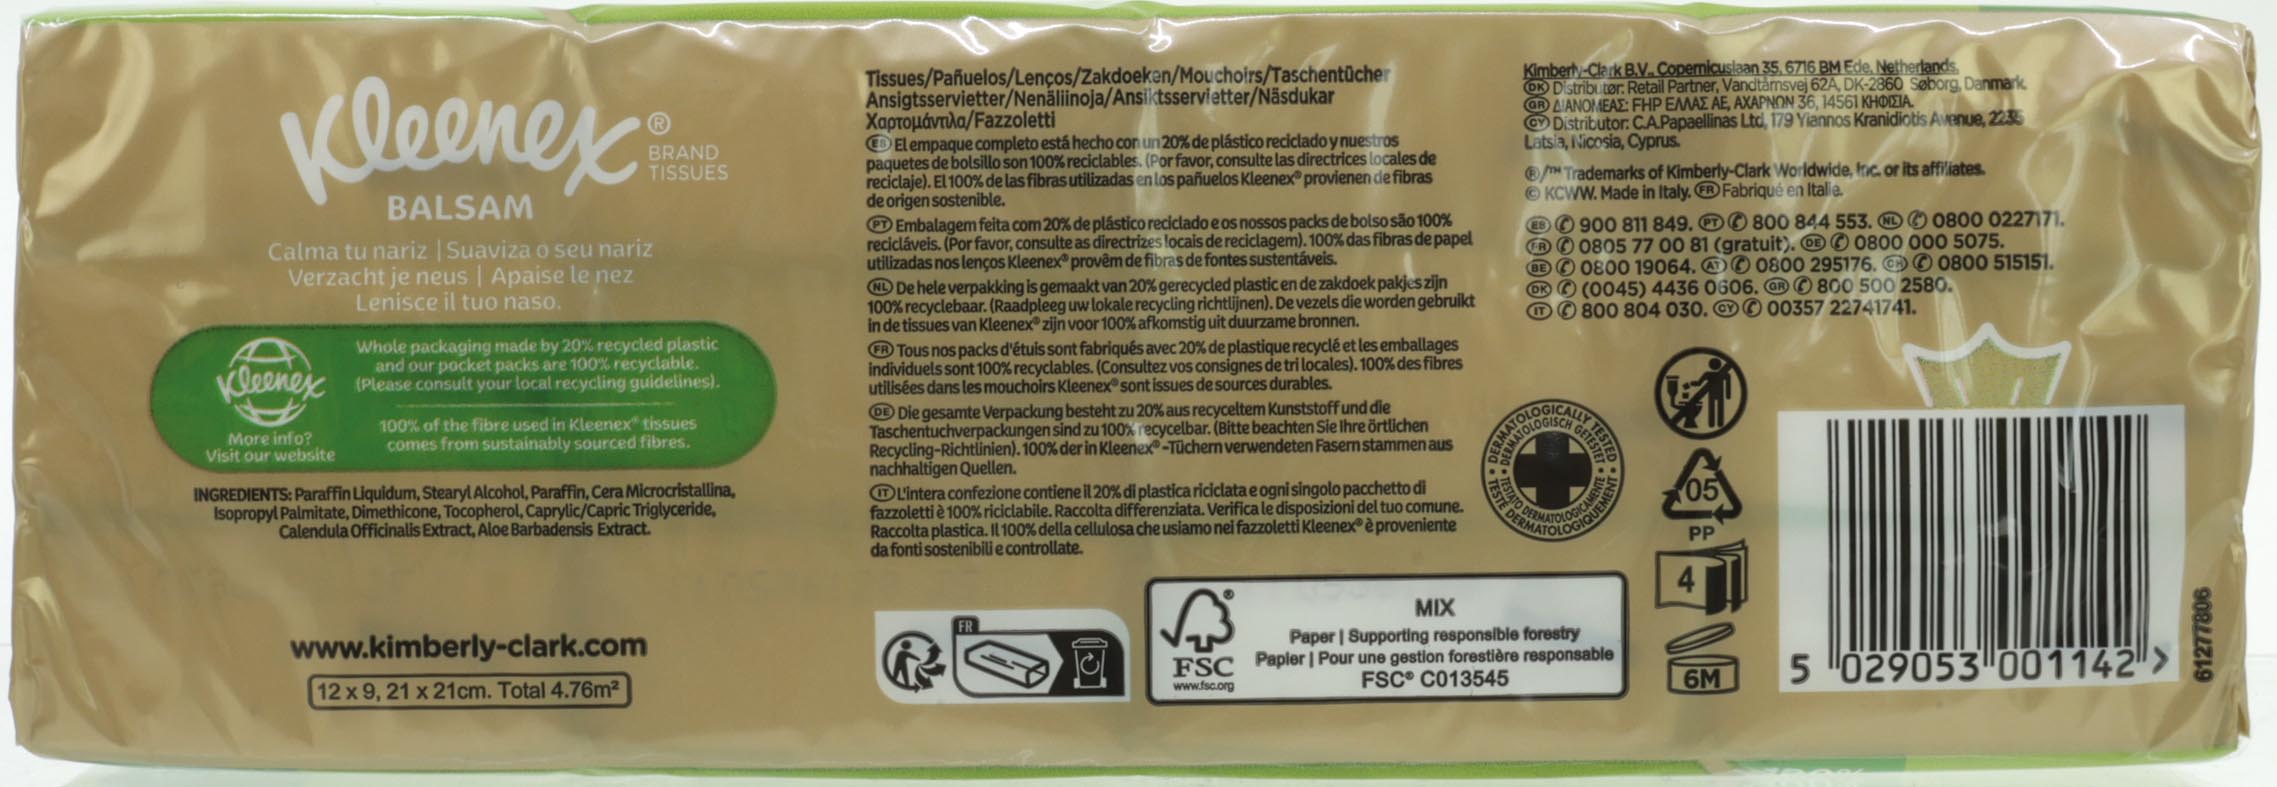 Kleenex®
BRAND
TISSUES
BALSAM
Calma tu nariz | Suaviza o seu nariz
Verzacht je neus | Apaise le nez
Lenisce il tuo naso.
Kleenex
More info?
Visit our website
Whole packaging made by 20% recycled plastic
and our pocket packs are 100% recyclable.
(Please consult your local recycling guidelines).
100% of the fibre used in Kleenex® tissues
comes from sustainably sourced fibres.
INGREDIENTS: Paraffin Liquidum, Stearyl Alcohol, Paraffin, Cera Microcristallina,
Isopropyl Palmitate, Dimethicone, Tocopherol, Caprylic/Capric Triglyceride,
Calendula Officinalis Extract, Aloe Barbadensis Extract.
www.kimberly-clark.com
12 x 9, 21 x 21cm. Total 4.76m²
Tissues/Pañuelos/Lenços/Zakdoeken/Mouchoirs/Taschentücher
Ansigtsservietter/Nenäliinoja/Ansiktsservietter/Näsdukar
Χαρτομάντιλα/Fazzoletti
ES El empaque completo está hecho con un 20% de plástico reciclado y nuestros
paquetes de bolsillo son 100% reciclables. (Por favor, consulte las directrices locales de
reciclaje). El 100% de las fibras utilizadas en los pañuelos Kleenex® provienen de fibras
de origen sostenible.
PT Embalagem feita com 20% de plástico reciclado e os nossos packs de bolso são 100%
recicláveis. (Por favor, consulte as directrizes locais de reciclagem). 100% das fibras de papel
utilizadas nos lenços Kleenex® provêm de fibras de fontes sustentáveis.
NL De hele verpakking is gemaakt van 20% gerecycled plastic en de zakdoek pakjes zijn
100% recyclebaar. (Raadpleeg uw lokale recycling richtlijnen). De vezels die worden gebruikt
in de tissues van Kleenex® zijn voor 100% afkomstig uit duurzame bronnen.
FR Tous nos packs d'étuis sont fabriqués avec 20% de plastique recyclé et les emballages
individuels sont 100% recyclables. (Consultez vos consignes de tri locales). 100% des fibres
utilisées dans les mouchoirs Kleenex® sont issues de sources durables.
DE Die gesamte Verpackung besteht zu 20% aus recyceltem Kunststoff und die
Taschentuchverpackungen sind zu 100% recycelbar. (Bitte beachten Sie Ihre örtlichen
Recycling-Richtlinien). 100% der in Kleenex® -Tüchern verwendeten Fasern stammen aus
nachhaltigen Quellen.
IT L'intera confezione contiene il 20% di plastica riciclata e ogni singolo pacchetto di
fazzoletti è 100% riciclabile. Raccolta differenziata. Verifica le disposizioni del tuo comune.
Raccolta plastica. Il 100% della cellulosa che usiamo nei fazzoletti Kleenex® è proveniente
da fonti sostenibili e controllate.
FR
FSC®
www.fsc.org
MIX
Paper | Supporting responsible forestry
Papier | Pour une gestion forestière responsable
FSC® C013545
Kimberly-Clark B.V., Copernicuslaan 35, 6716 BM Ede, Netherlands.
DK Distributør: Retail Partner, Vandtårnsvej 62A, DK-2860 Søborg, Danmark.
GR ΔΙΑΝΟΜΕΑΣ: FHP ΕΛΛΑΣ ΑΕ, ΑΧΑΡΝΩΝ 36, 14561 ΚΗΦΙΣΙΑ.
CY Distributor: C.A.Papaellinas Ltd, 179 Yiannos Kranidiotis Avenue, 2235
Latsia, Nicosia, Cyprus.
®/™ Trademarks of Kimberly-Clark Worldwide, Inc. or its affiliates.
© KCWW. Made in Italy. FR Fabriqué en Italie.
ES 900 811 849. PT 800 844 553. NL 0800 0227171.
FR 0805 77 00 81 (gratuit). DE 0800 000 5075.
BE 0800 19064. AT 0800 295176. CH 0800 515151.
DK (0045) 4436 0606. GR 800 500 2580.
IT 800 804 030. CY 00357 22741741.
DERMATOLOGICALLY TESTED
DERMATOLOGISCH GETESTET
TESTATO DERMATOLOGICAMENTE
TESTÉ DERMATOLOGIQUEMENT
05
PP
4
6M
5 029053 001142 >
61277806